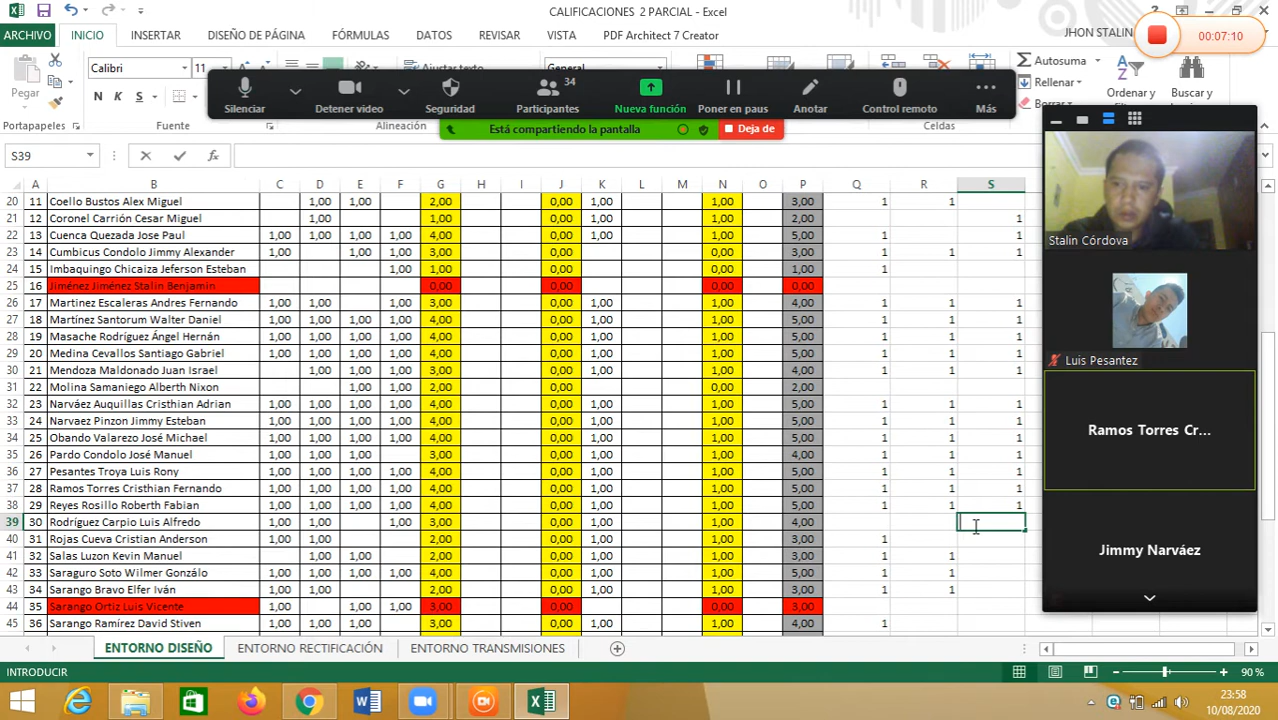 CALIFICACIONES 2 PARCIAL - Excel
ARCHIVO INICIO INSERTAR DISEÑO DE PÁGINA FÓRMULAS DATOS REVISAR VISTA PDF Architect 7 Creator JHON STALIN
00:07:10
Pegar Calibri 11 Ajustar texto General Autosuma
N K S Rellenar Ordenar y Buscar y
Borrar
Portapapeles Fuente Alineación Celdas
Silenciar Detener video Seguridad Participantes 34 Nueva función Poner en paus Anotar Control remoto Más
Está compartiendo la pantalla Deja de
S39
A B C D E F G H I J K L M N O P Q R S
20 11 Coello Bustos Alex Miguel 1,00 1,00 2,00 0,00 1,00 1,00 3,00 1 1
21 12 Coronel Carrión Cesar Miguel 1,00 1,00 0,00 1,00 1,00 2,00 1
22 13 Cuenca Quezada Jose Paul 1,00 1,00 1,00 1,00 4,00 0,00 1,00 1,00 5,00 1 1
23 14 Cumbicus Condolo Jimmy Alexander 1,00 1,00 1,00 3,00 0,00 0,00 3,00 1 1 1
24 15 Imbaquingo Chicaiza Jeferson Esteban 1,00 1,00 0,00 0,00 1,00 1
25 16 Jiménez Jiménez Stalin Benjamin 0,00 0,00 0,00 0,00
26 17 Martinez Escaleras Andres Fernando 1,00 1,00 1,00 3,00 0,00 1,00 1,00 4,00 1 1 1
27 18 Martínez Santorum Walter Daniel 1,00 1,00 1,00 1,00 4,00 0,00 1,00 1,00 5,00 1 1 1
28 19 Masache Rodríguez Ángel Hernán 1,00 1,00 1,00 1,00 4,00 0,00 1,00 1,00 5,00 1 1 1
29 20 Medina Cevallos Santiago Gabriel 1,00 1,00 1,00 1,00 4,00 0,00 1,00 1,00 5,00 1 1 1
30 21 Mendoza Maldonado Juan Israel 1,00 1,00 1,00 3,00 0,00 1,00 1,00 4,00 1 1 1
31 22 Molina Samaniego Alberth Nixon 1,00 1,00 2,00 0,00 0,00 2,00
32 23 Narváez Auquillas Cristhian Adrian 1,00 1,00 1,00 1,00 4,00 0,00 1,00 1,00 5,00 1 1 1
33 24 Narvaez Pinzon Jimmy Esteban 1,00 1,00 1,00 1,00 4,00 0,00 1,00 1,00 5,00 1 1 1
34 25 Obando Valarezo José Michael 1,00 1,00 1,00 1,00 4,00 0,00 1,00 1,00 5,00 1 1 1
35 26 Pardo Condolo José Manuel 1,00 1,00 1,00 3,00 0,00 1,00 1,00 4,00 1 1 1
36 27 Pesantes Troya Luis Rony 1,00 1,00 1,00 1,00 4,00 0,00 1,00 1,00 5,00 1 1 1
37 28 Ramos Torres Cristhian Fernando 1,00 1,00 1,00 1,00 4,00 0,00 1,00 1,00 5,00 1 1 1
38 29 Reyes Rosillo Roberth Fabian 1,00 1,00 1,00 1,00 4,00 0,00 1,00 1,00 5,00 1 1 1
39 30 Rodríguez Carpio Luis Alfredo 1,00 1,00 1,00 3,00 0,00 1,00 1,00 4,00
40 31 Rojas Cueva Cristian Anderson 1,00 1,00 2,00 0,00 1,00 1,00 3,00 1
41 32 Salas Luzon Kevin Manuel 1,00 1,00 2,00 0,00 1,00 1,00 3,00 1 1
42 33 Saraguro Soto Wilmer Gonzálo 1,00 1,00 1,00 1,00 4,00 0,00 1,00 1,00 5,00 1 1
43 34 Sarango Bravo Elfer Iván 1,00 1,00 2,00 0,00 1,00 1,00 3,00 1 1
44 35 Sarango Ortiz Luis Vicente 1,00 1,00 1,00 3,00 0,00 0,00 3,00
45 36 Sarango Ramírez David Stiven 1,00 1,00 1,00 3,00 0,00 1,00 1,00 4,00 1
Stalin Córdova
Luis Pesantez
Ramos Torres Cr...
Jimmy Narváez
ENTORNO DISEÑO ENTORNO RECTIFICACIÓN ENTORNO TRANSMISIONES
INTRODUCIR 90 %
23:58
10/08/2020